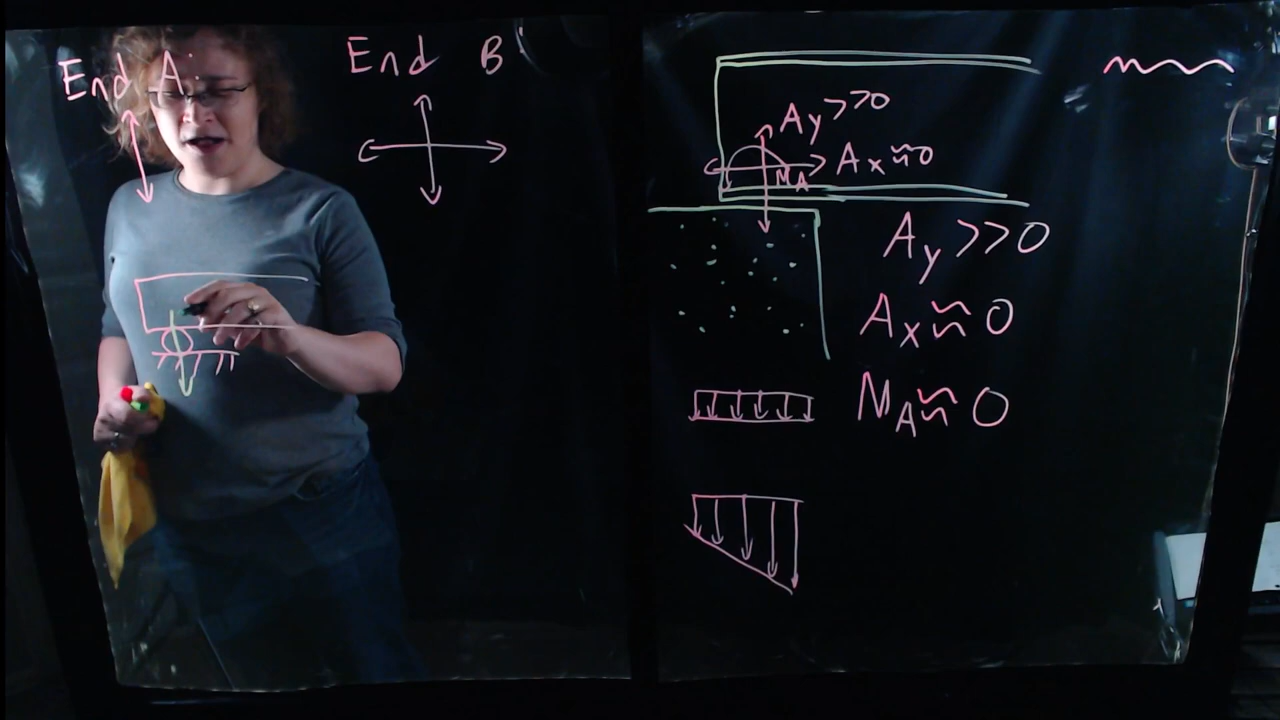 End A:
End B
Ay >>0
Ax ≈0
MA
Ay >>0
Ax ≈ 0
MA ≈ 0